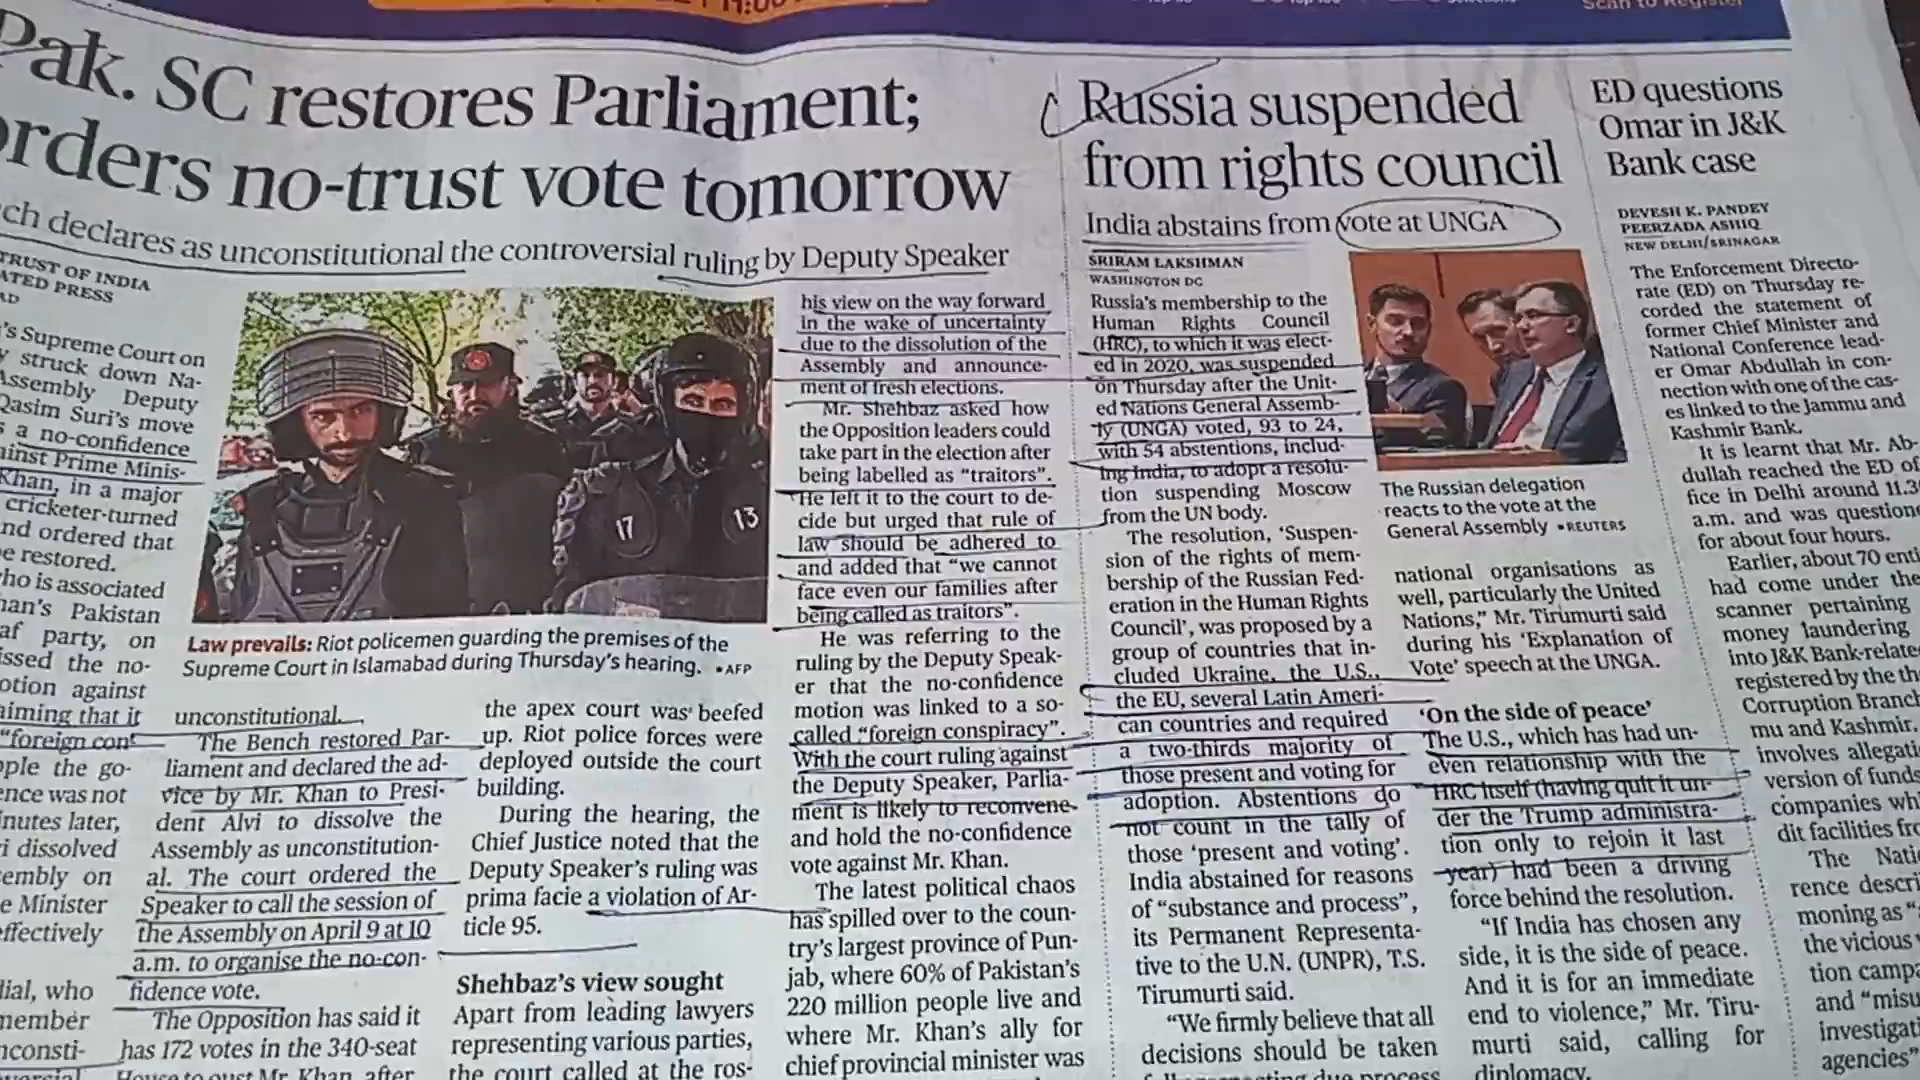 Scan to Register
Pak. SC restores Parliament;
orders no-trust vote tomorrow
declares as unconstitutional the controversial ruling by Deputy Speaker
TRUST OF INDIA
PRESS
's Supreme Court on
struck down Na-
Assembly Deputy
Qasim Suri's move
a no-confidence
Prime Minis-
Khan, in a major
cricketer-turned
and ordered that
be restored.
who is associated
Pakistan
party, on
the no-
against
that it
"foreign con
the go-
was not
minutes later,
dissolved
on
Minister
effectively
who
member
Law prevails: Riot policemen guarding the premises of the
Supreme Court in Islamabad during Thursday's hearing. •AFP
17
13
unconstitutional.
The Bench restored Par-
liament and declared the ad-
vice by Mr. Khan to Presi-
dent Alvi to dissolve the
Assembly as unconstitution-
al. The court ordered the
Speaker to call the session of
the Assembly on April 9 at 10
a.m. to organise the no-con-
fidence vote.
The Opposition has said it
has 172 votes in the 340-seat
House to oust Mr. Khan, after
the apex court was beefed
up. Riot police forces were
deployed outside the court
building.
During the hearing, the
Chief Justice noted that the
Deputy Speaker's ruling was
prima facie a violation of Ar-
ticle 95.
Shehbaz's view sought
Apart from leading lawyers
representing various parties,
the court called at the ros-
his view on the way forward
in the wake of uncertainty
due to the dissolution of the
Assembly and announce-
ment of fresh elections.
Mr. Shehbaz asked how
the Opposition leaders could
take part in the election after
being labelled as "traitors".
He left it to the court to de-
cide but urged that rule of
law should be adhered to
and added that "we cannot
face even our families after
being called as traitors".
He was referring to the
ruling by the Deputy Speak-
er that the no-confidence
motion was linked to a so-
called "foreign conspiracy".
With the court ruling against
the Deputy Speaker, Parlia-
ment is likely to reconvene
and hold the no-confidence
vote against Mr. Khan.
The latest political chaos
has spilled over to the coun-
try's largest province of Pun-
jab, where 60% of Pakistan's
220 million people live and
where Mr. Khan's ally for
chief provincial minister was
Russia suspended
from rights council
India abstains from vote at UNGA
SRIRAM LAKSHMAN
WASHINGTON DC
Russia's membership to the
Human Rights Council
(HRC), to which it was elect-
ed in 2020, was suspended
on Thursday after the Unit-
ed Nations General Assemb-
ly (UNGA) voted, 93 to 24,
with 54 abstentions, includ-
ing India, to adopt a resolu-
tion suspending Moscow
from the UN body.
The resolution, 'Suspen-
sion of the rights of mem-
bership of the Russian Fed-
eration in the Human Rights
Council', was proposed by a
group of countries that in-
cluded Ukraine, the U.S.,
the EU, several Latin Ameri-
can countries and required
a two-thirds majority of
those present and voting for
adoption. Abstentions do
not count in the tally of
those 'present and voting'.
India abstained for reasons
of "substance and process",
its Permanent Representa-
tive to the U.N. (UNPR), T.S.
Tirumurti said.
"We firmly believe that all
decisions should be taken
The Russian delegation
reacts to the vote at the
General Assembly •REUTERS
national organisations as
well, particularly the United
Nations," Mr. Tirumurti said
during his 'Explanation of
Vote' speech at the UNGA.
'On the side of peace'
The U.S., which has had un-
even relationship with the
HRC itself (having quit it un-
der the Trump administra-
tion only to rejoin it last
year) had been a driving
force behind the resolution.
"If India has chosen any
side, it is the side of peace.
And it is for an immediate
end to violence," Mr. Tiru-
murti said, calling for
diplomacy.
ED questions
Omar in J&K
Bank case
DEVESH K. PANDEY
PEERZADA ASHIQ
NEW DELHI/SRINAGAR
The Enforcement Directo-
rate (ED) on Thursday re-
corded the statement of
former Chief Minister and
National Conference lead-
er Omar Abdullah in con-
nection with one of the cas-
es linked to the Jammu and
Kashmir Bank.
It is learnt that Mr. Ab-
dullah reached the ED of-
fice in Delhi around 11.3
a.m. and was question
for about four hours.
Earlier, about 70 enti
had come under the
scanner pertaining
money laundering
into J&K Bank-relate
registered by the
Corruption Branch
mu and Kashmir.
involves allegati
version of funds
companies wh
dit facilities fr
The Nati
rence descri
moning as
the vicious
tion camp
and "misu
investigati
agencies"